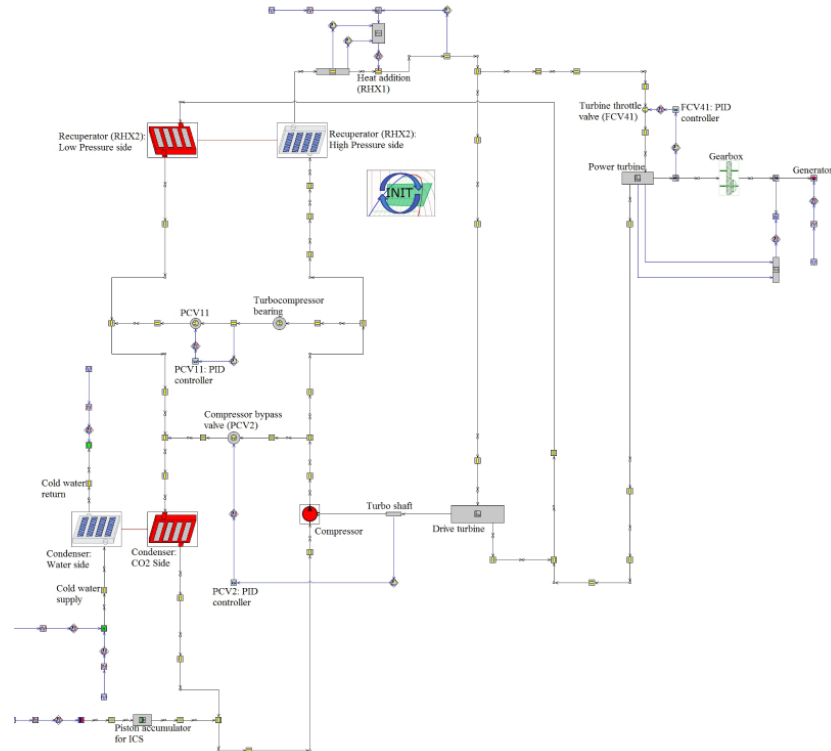 Heat addition
(RHX1)
Turbine throttle
valve (FCV41)
FCV41: PID
controller
Recuperator (RHX2):
Low Pressure side
Recuperator (RHX2):
High Pressure side
Gearbox
Power turbine
Generator
INIT
Turbocompressor
bearing
PCV11
PCV11: PID
controller
Compressor bypass
valve (PCV2)
Cold water
return
Turbo shaft
Compressor
Drive turbine
Condenser:
Water side
Condenser:
CO2 Side
Cold water
supply
PCV2: PID
controller
Piston accumulator
for ICS